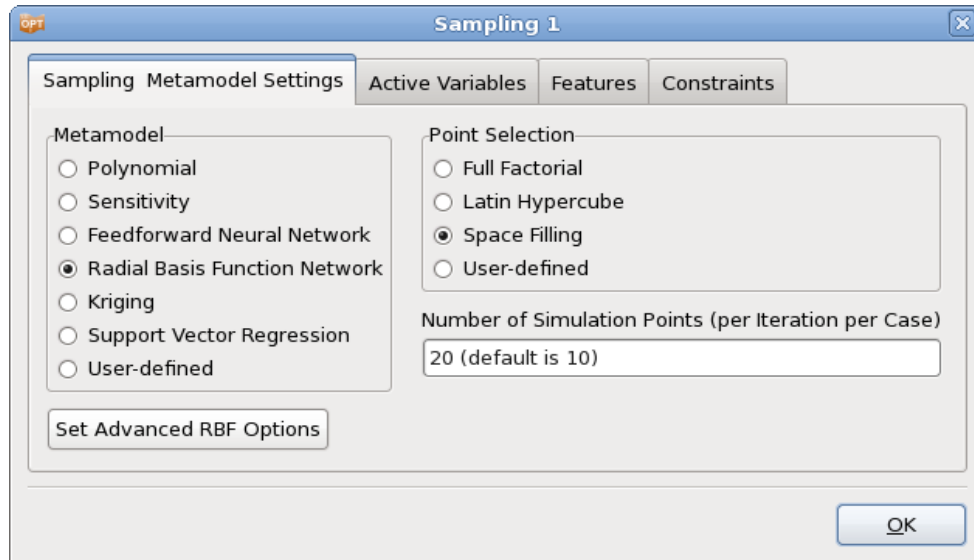 OPT
Sampling 1
Sampling Metamodel Settings
Active Variables
Features
Constraints
Metamodel
Polynomial
Sensitivity
Feedforward Neural Network
Radial Basis Function Network
Kriging
Support Vector Regression
User-defined
Set Advanced RBF Options
Point Selection
Full Factorial
Latin Hypercube
Space Filling
User-defined
Number of Simulation Points (per Iteration per Case)
20 (default is 10)
OK